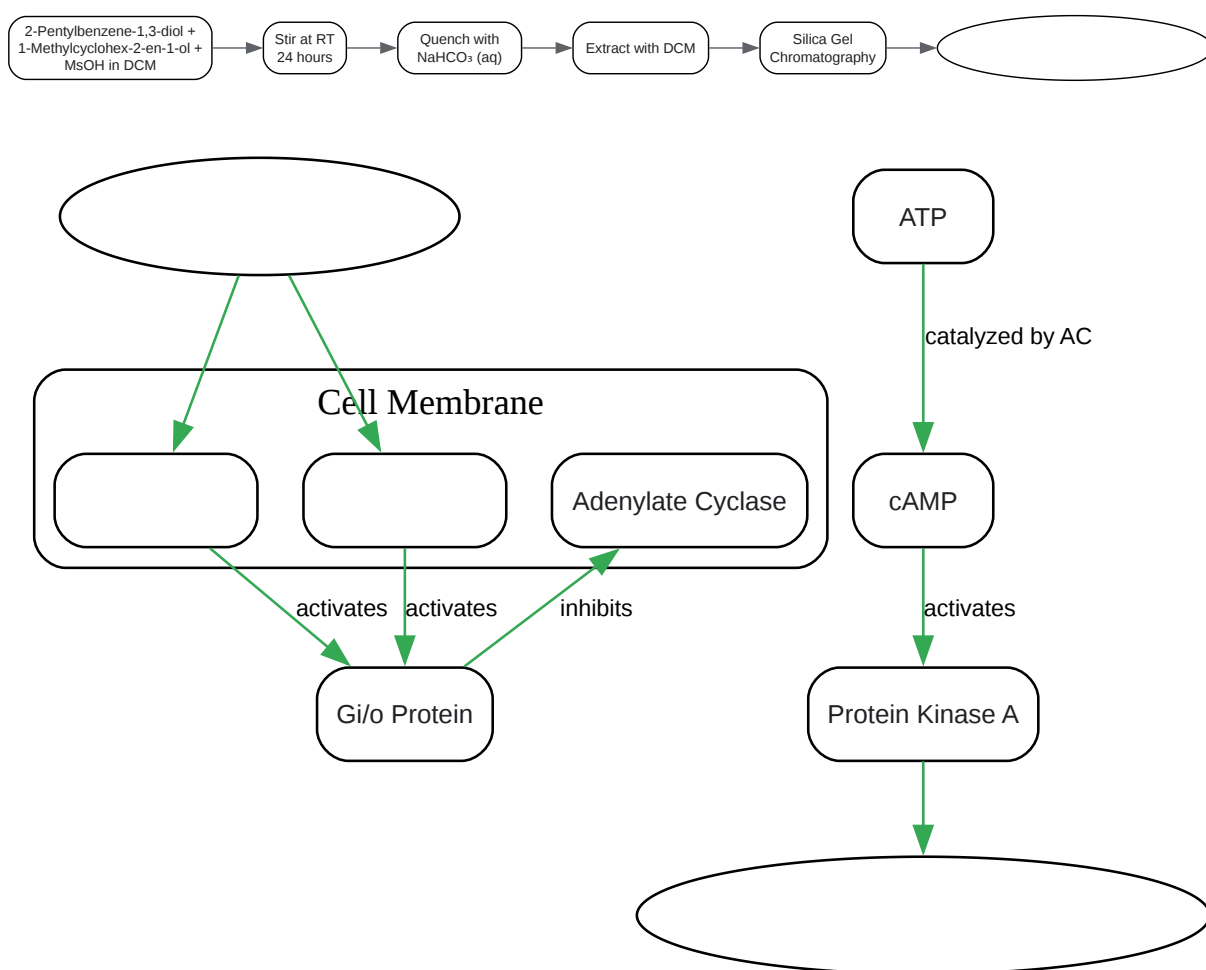 2-Pentylbenzene-1,3-diol +
1-Methylcyclohex-2-en-1-ol +
MsOH in DCM
Stir at RT
24 hours
Quench with
NaHCO₃ (aq)
Extract with DCM
Silica Gel
Chromatography
ATP
catalyzed by AC
Cell Membrane
Adenylate Cyclase
cAMP
activates
activates
inhibits
activates
Gi/o Protein
Protein Kinase A